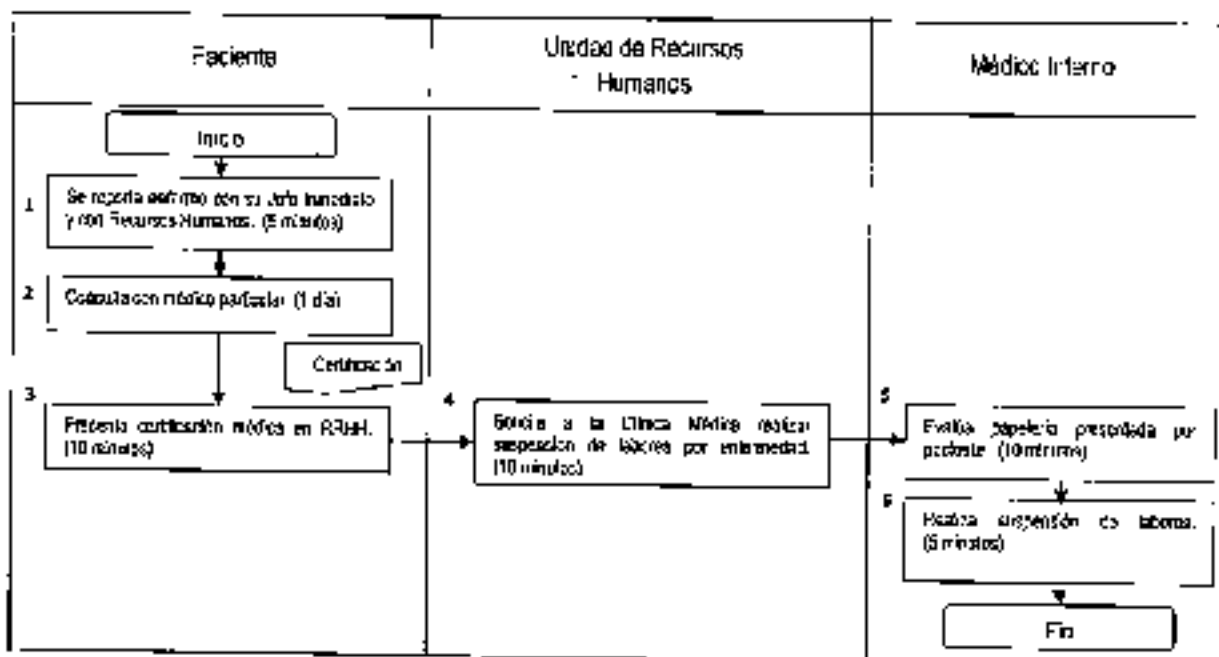 Paciente
Unidad de Recursos
Humanos
Médico Interno
Inicio
1
Se reporta enfermo con su Jefe Inmediato
y con Recursos Humanos. (5 minutos)
2
Consulta con médico particular (1 día)
Certificación
3
Presenta certificación médica en RRHH.
(10 minutos)
4
Solicita a la Clínica Médica realizar
suspensión de labores por enfermedad.
(10 minutos)
5
Evalúa papelería presentada por
paciente. (10 minutos)
6
Realiza suspensión de labores.
(5 minutos)
Fin